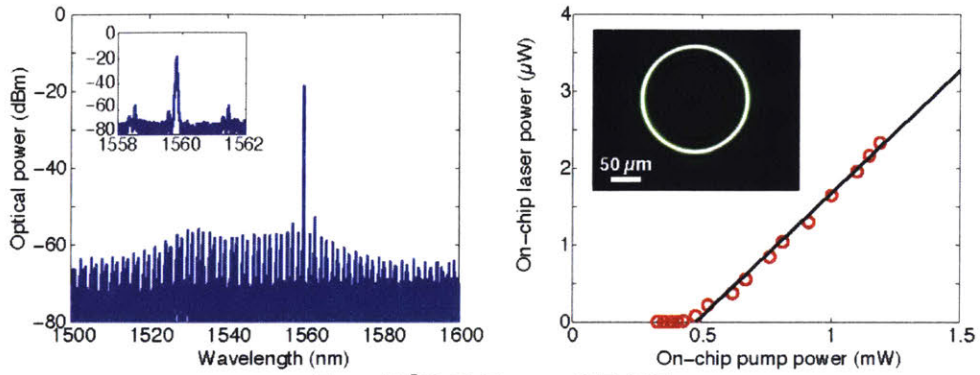 0
-20
-40
-60
-80
Optical power (dBm)
1500 1520 1540 1560 1580 1600
Wavelength (nm)
0
-20
-40
-60
-80
1558 1560 1562
4
3
2
1
0
On-chip laser power (μW)
0 0.5 1 1.5
On-chip pump power (mW)
50 μm